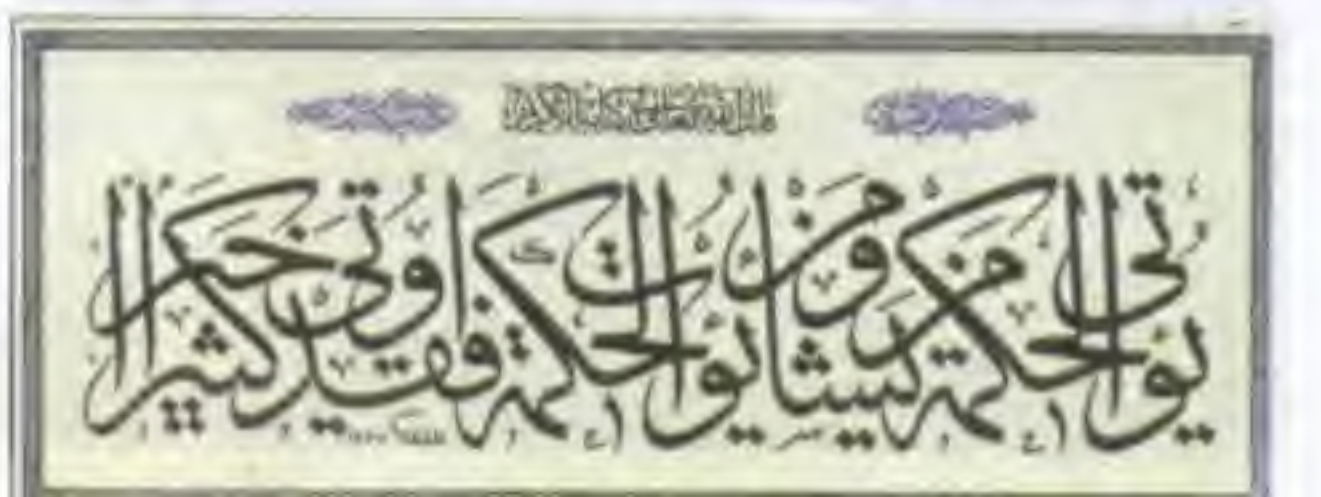 يؤتي الحكمة من يشاء ومن يؤت الحكمة فقد أوتي خيرا كثيرا